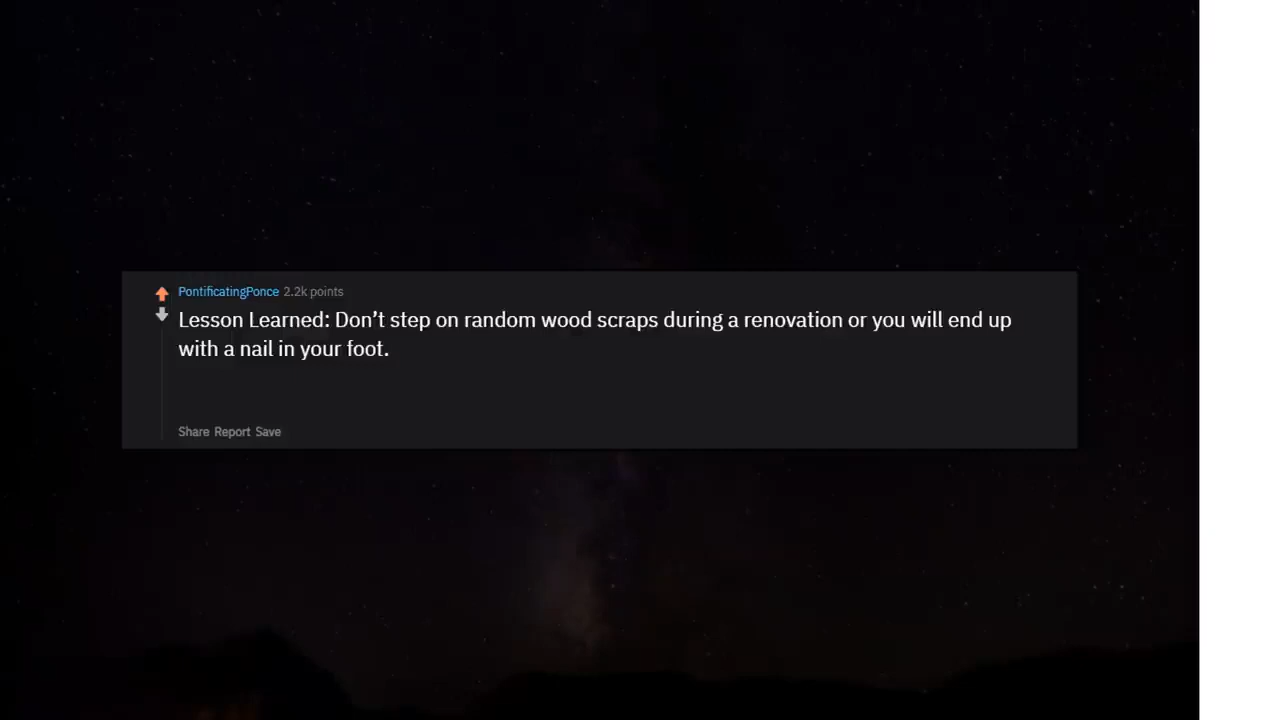 PontificatingPonce 2.2k points
Lesson Learned: Don’t step on random wood scraps during a renovation or you will end up
with a nail in your foot.
Share Report Save